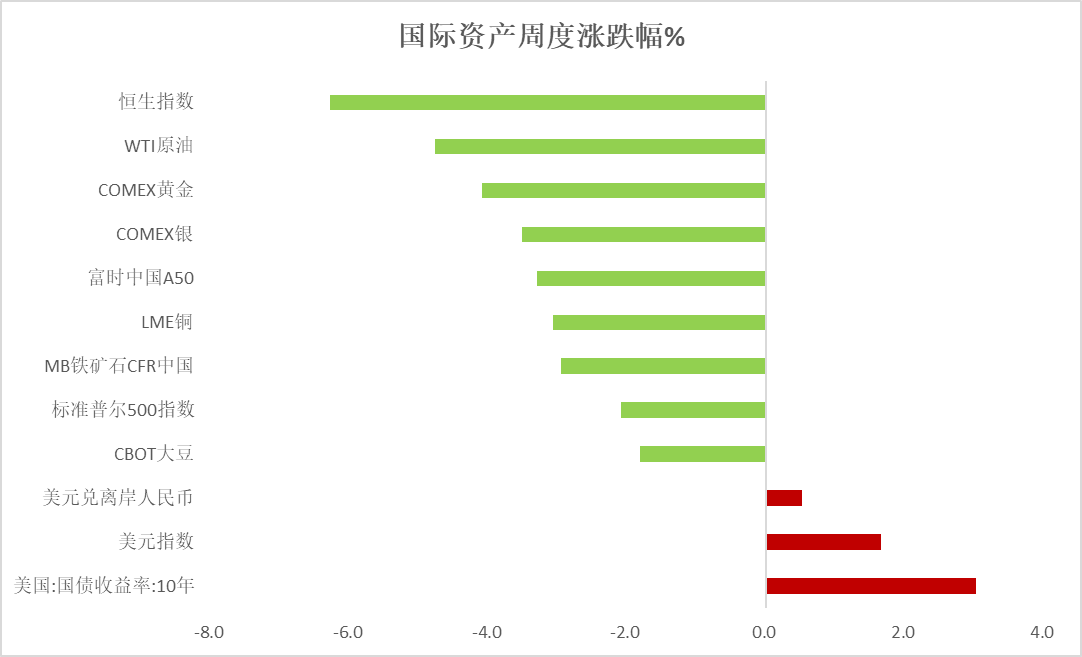 国际资产周度涨跌幅%
恒生指数
WTI原油
COMEX黄金
COMEX银
富时中国A50
LME铜
MB铁矿石CFR中国
标准普尔500指数
CBOT大豆
美元兑离岸人民币
美元指数
美国:国债收益率:10年
-8.0 -6.0 -4.0 -2.0 0.0 2.0 4.0